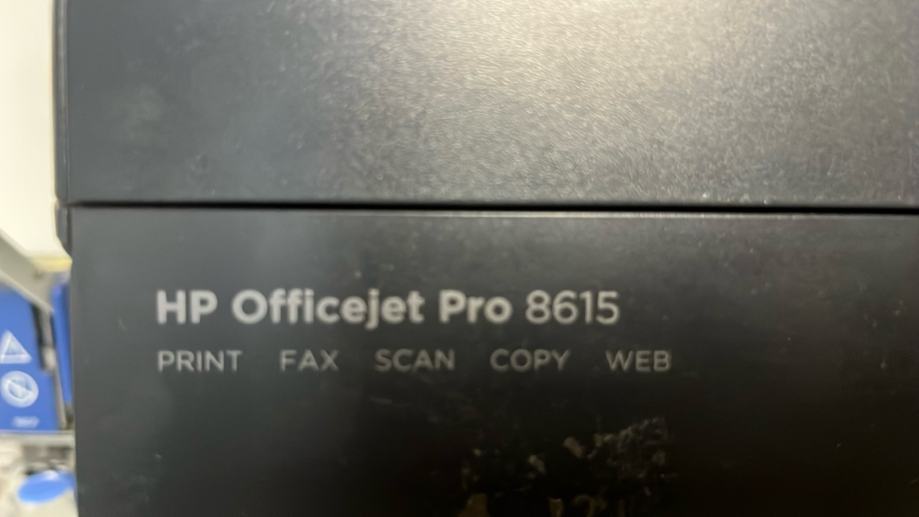 HP Officejet Pro 8615
PRINT FAX SCAN COPY WEB